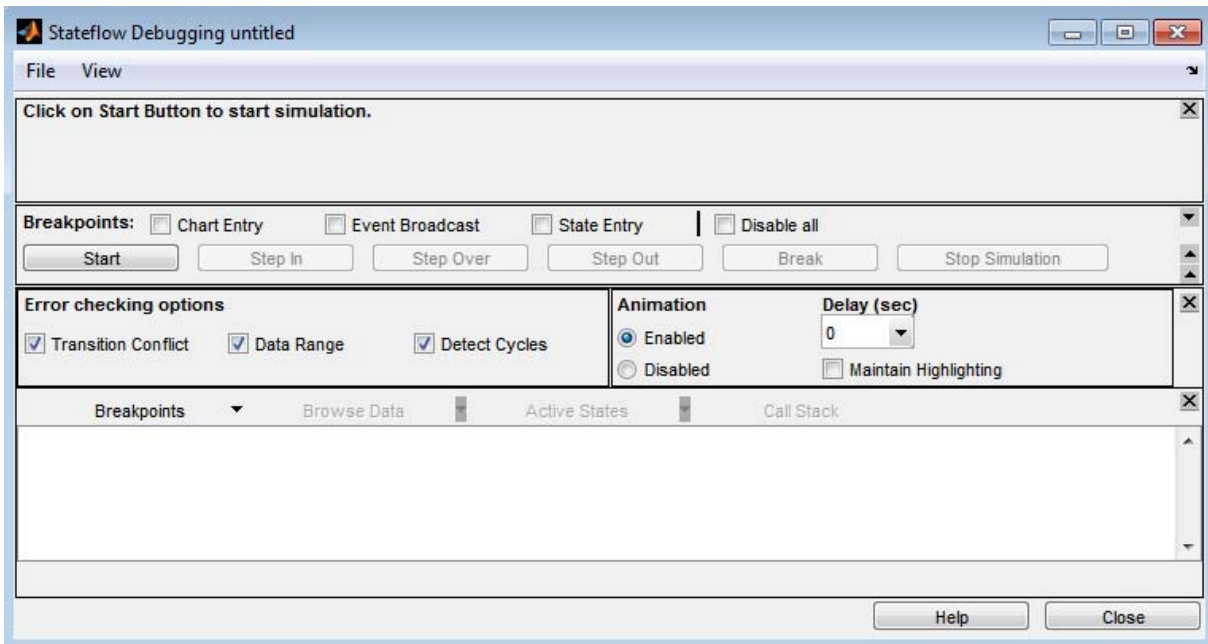 Stateflow Debugging untitled
File View
Click on Start Button to start simulation.
Breakpoints: Chart Entry Event Broadcast State Entry Disable all
Start Step In Step Over Step Out Break Stop Simulation
Error checking options
Transition Conflict Data Range Detect Cycles
Animation Delay (sec)
Enabled 0
Disabled Maintain Highlighting
Breakpoints Browse Data Active States Call Stack
Help Close